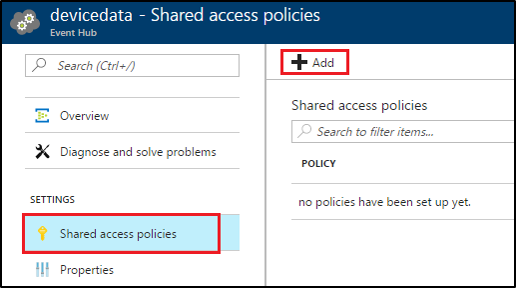 devicedata - Shared access policies
Event Hub
Search (Ctrl+/)
Overview
Diagnose and solve problems
SETTINGS
Shared access policies
Properties
Add
Shared access policies
Search to filter items...
POLICY
no policies have been set up yet.